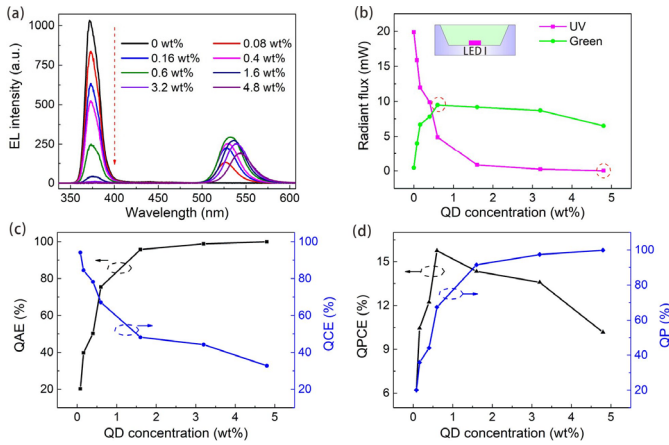 (a)
1000
750
500
250
0
EL intensity (a.u.)
0 wt% 0.08 wt%
0.16 wt% 0.4 wt%
0.6 wt% 1.6 wt%
3.2 wt% 4.8 wt%
350 400 450 500 550 600
Wavelength (nm)
(b)
20
15
10
5
0
Radiant flux (mW)
UV
Green
LED I
0 1 2 3 4 5
QD concentration (wt%)
(c)
100
80
60
40
20
QAE (%)
100
80
60
40
20
QCE (%)
0 1 2 3 4 5
QD concentration (wt%)
(d)
15
12
9
6
QPCE (%)
100
80
60
40
20
QP (%)
0 1 2 3 4 5
QD concentration (wt%)